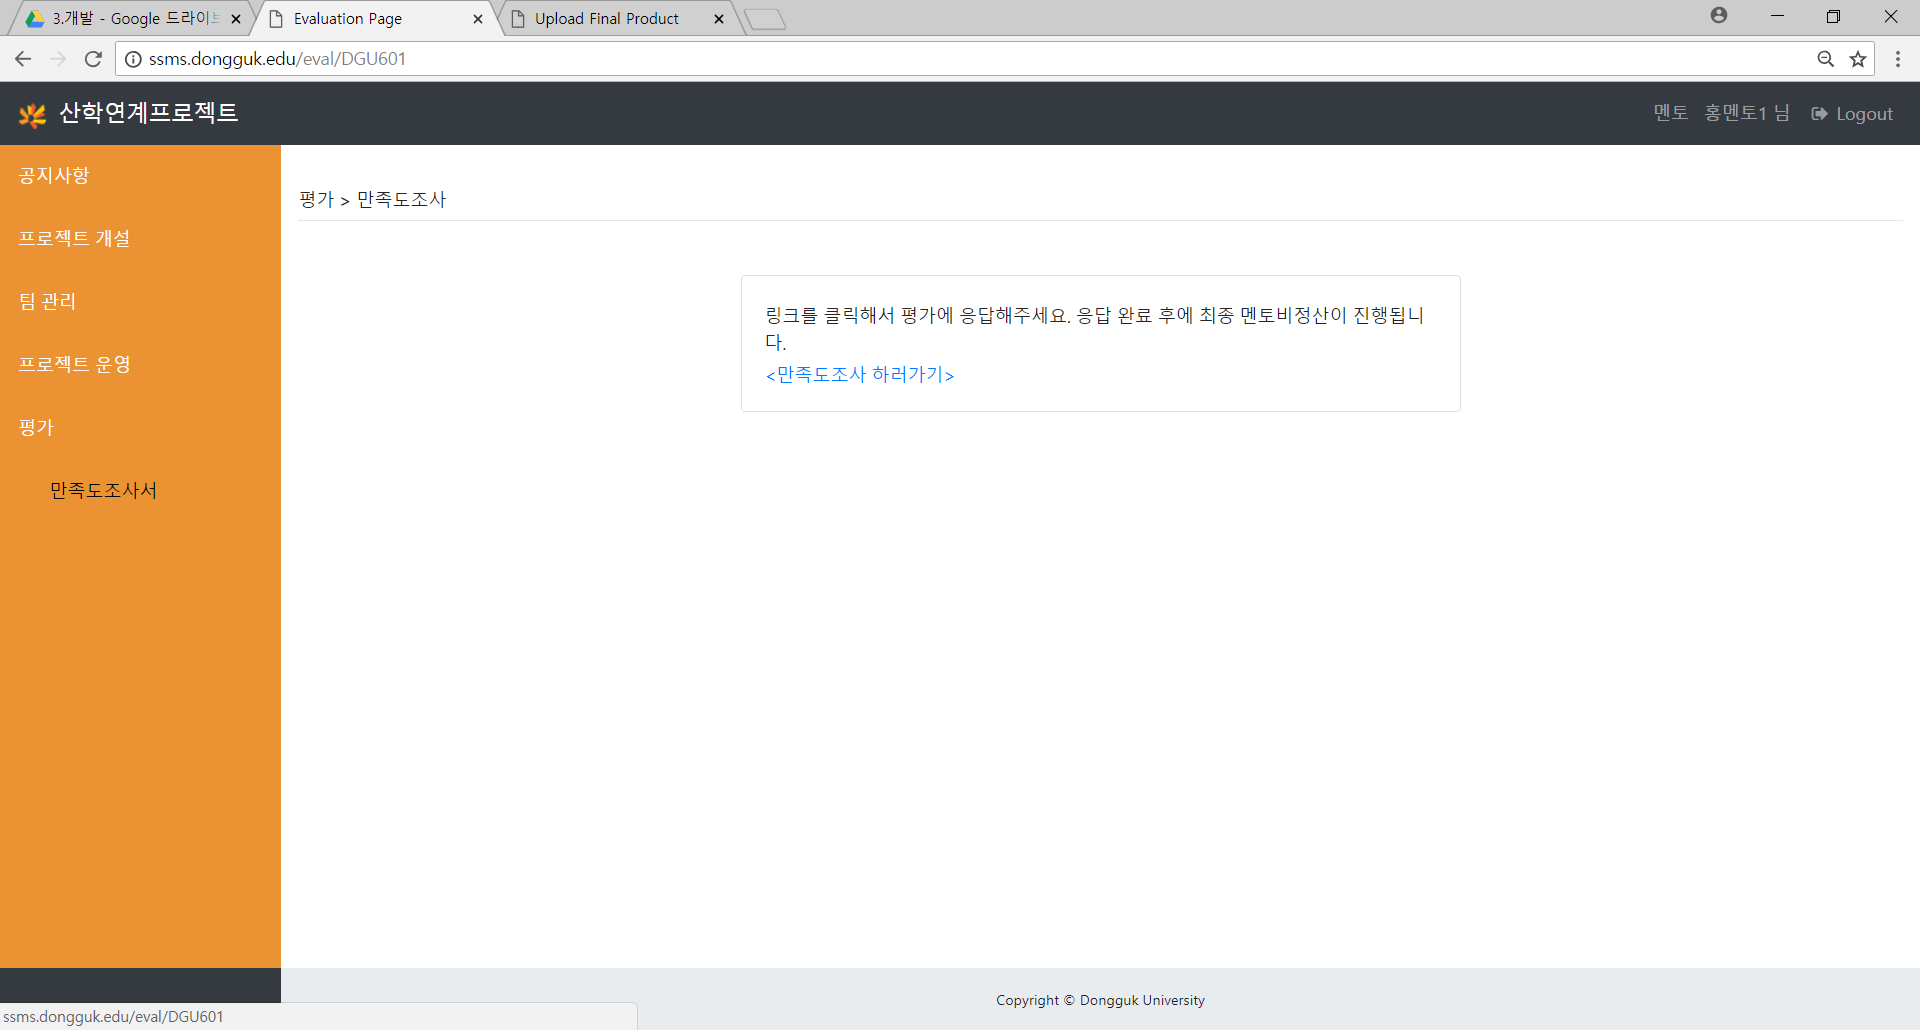 3.개발 - Google 드라이브
Evaluation Page
Upload Final Product
ssms.dongguk.edu/eval/DGU601
산학연계프로젝트
멘토 홍멘토1 님 Logout
공지사항
프로젝트 개설
팀 관리
프로젝트 운영
평가
만족도조사서
평가 > 만족도조사
링크를 클릭해서 평가에 응답해주세요. 응답 완료 후에 최종 멘토비정산이 진행됩니
다.
<만족도조사 하러가기>
Copyright © Dongguk University
ssms.dongguk.edu/eval/DGU601